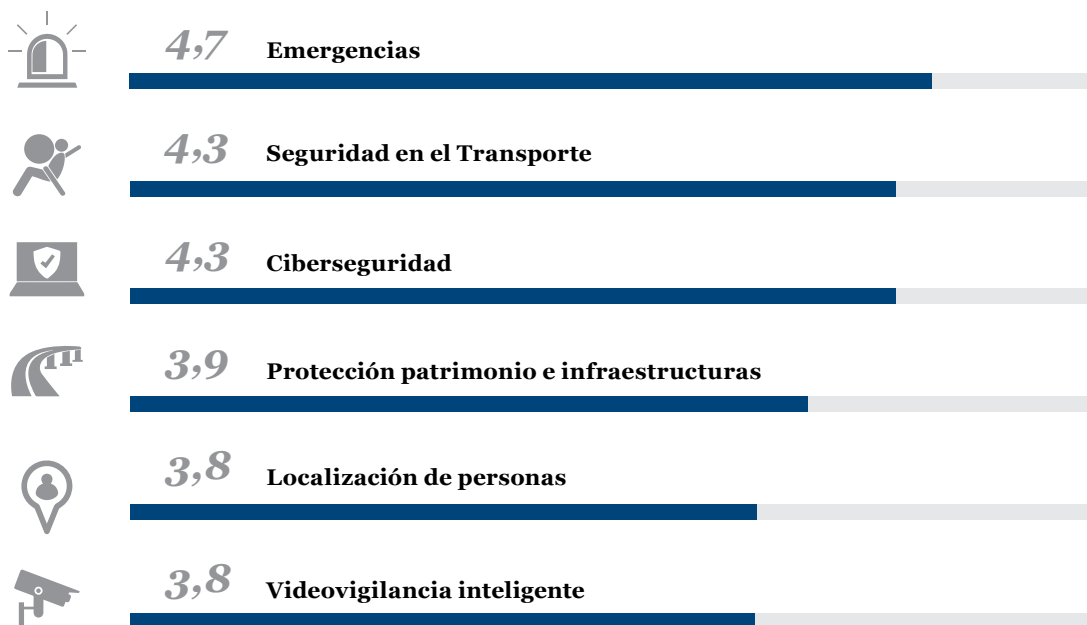 4,7 Emergencias
4,3 Seguridad en el Transporte
4,3 Ciberseguridad
3,9 Protección patrimonio e infraestructuras
3,8 Localización de personas
3,8 Videovigilancia inteligente